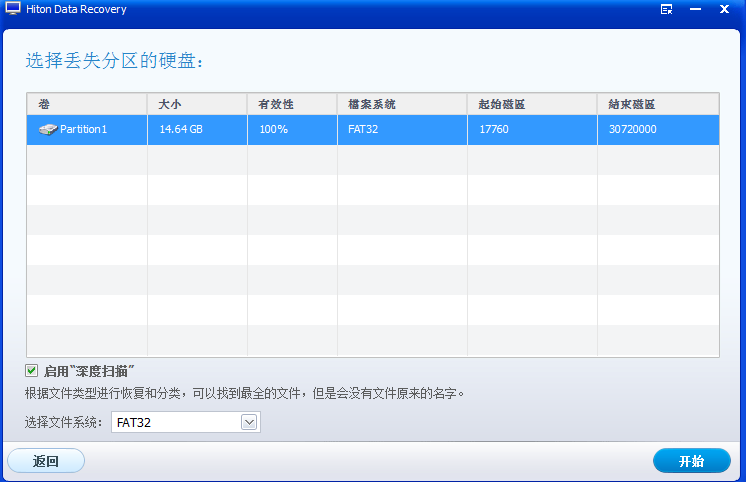 Hiton Data Recovery
选择丢失分区的硬盘：
卷 大小 有效性 檔案系统 起始磁區 結束磁區
Partition1 14.64 GB 100% FAT32 17760 30720000
启用“深度扫描”
根据文件类型进行恢复和分类，可以找到最全的文件，但是会没有文件原来的名字。
选择文件系统： FAT32
返回 开始